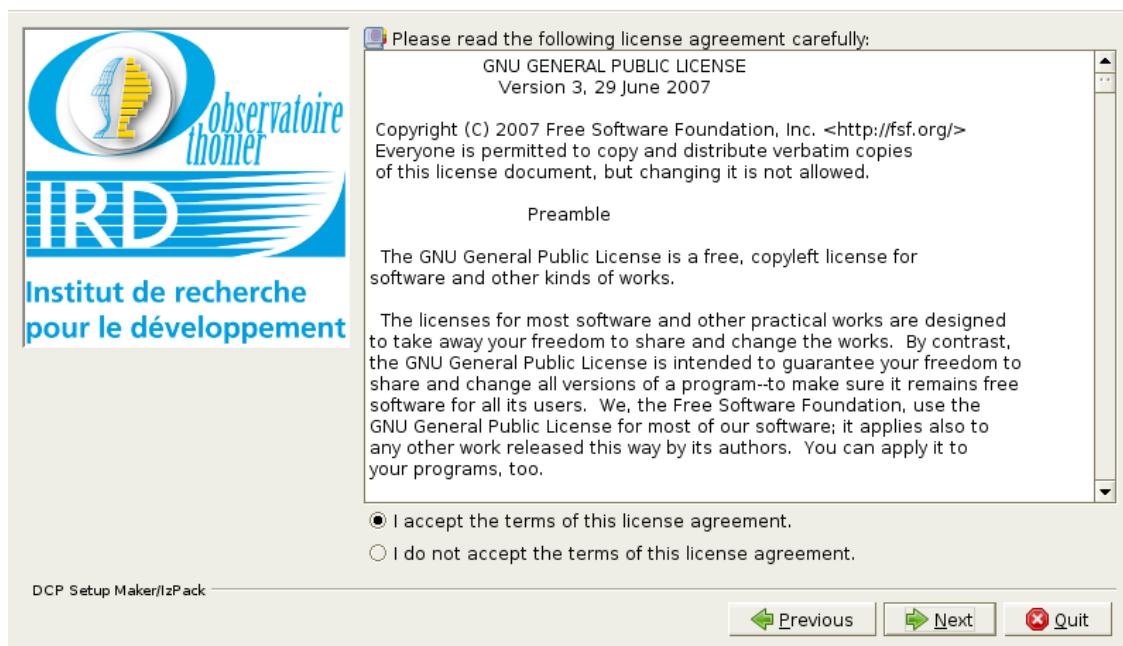 observatoire
thonier
IRD
Institut de recherche
pour le développement
Please read the following license agreement carefully:
GNU GENERAL PUBLIC LICENSE
Version 3, 29 June 2007
Copyright (C) 2007 Free Software Foundation, Inc. <http://fsf.org/>
Everyone is permitted to copy and distribute verbatim copies
of this license document, but changing it is not allowed.
Preamble
The GNU General Public License is a free, copyleft license for
software and other kinds of works.
The licenses for most software and other practical works are designed
to take away your freedom to share and change the works.  By contrast,
the GNU General Public License is intended to guarantee your freedom to
share and change all versions of a program--to make sure it remains free
software for all its users.  We, the Free Software Foundation, use the
GNU General Public License for most of our software; it applies also to
any other work released this way by its authors.  You can apply it to
your programs, too.
I accept the terms of this license agreement.
I do not accept the terms of this license agreement.
DCP Setup Maker/IzPack
Previous
Next
Quit